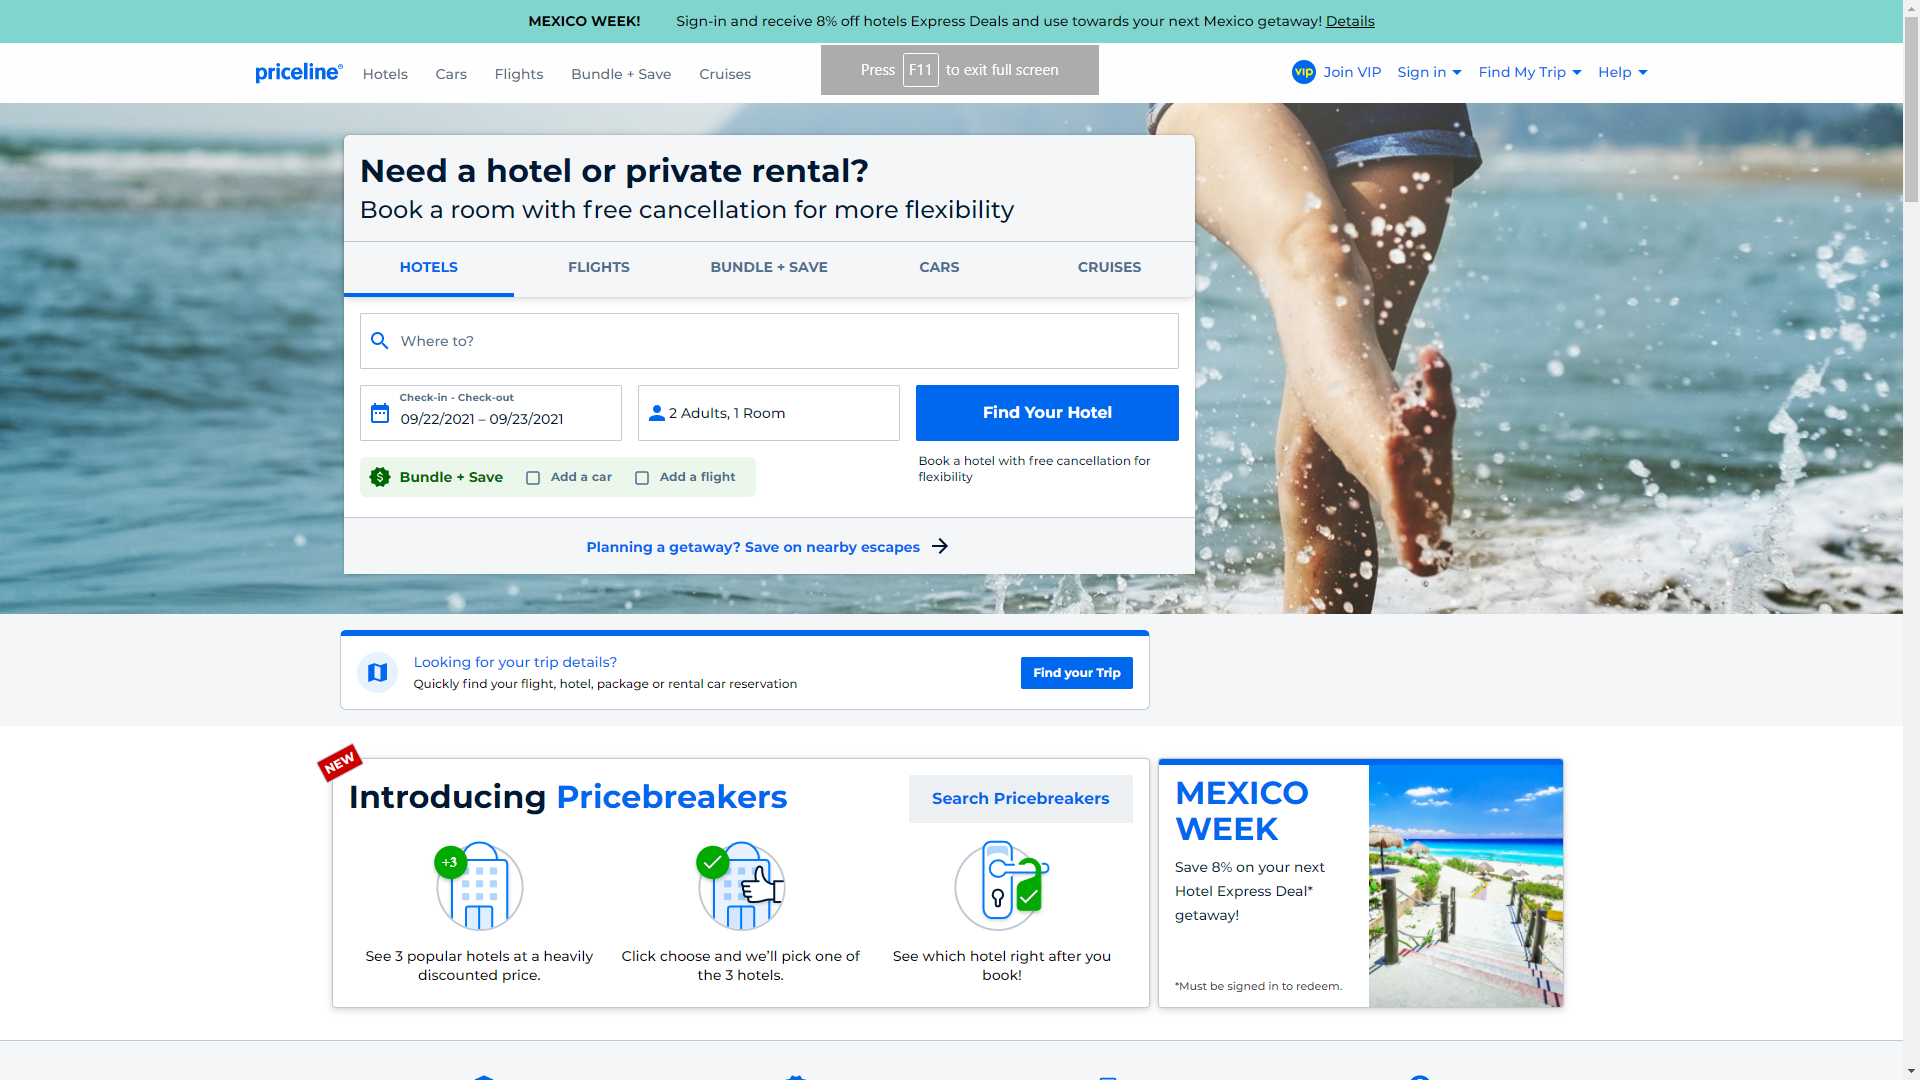 MEXICO WEEK! Sign-in and receive 8% off hotels Express Deals and use towards your next Mexico getaway! Details
priceline® Hotels Cars Flights Bundle + Save Cruises
Press F11 to exit full screen
VIP Join VIP Sign in Find My Trip Help
Need a hotel or private rental?
Book a room with free cancellation for more flexibility
HOTELS FLIGHTS BUNDLE + SAVE CARS CRUISES
Where to?
Check-in - Check-out
09/22/2021 – 09/23/2021
2 Adults, 1 Room
Find Your Hotel
Bundle + Save Add a car Add a flight
Book a hotel with free cancellation for
flexibility
Planning a getaway? Save on nearby escapes
Looking for your trip details?
Quickly find your flight, hotel, package or rental car reservation
Find your Trip
NEW
Introducing Pricebreakers
Search Pricebreakers
+3
See 3 popular hotels at a heavily
discounted price.
Click choose and we’ll pick one of
the 3 hotels.
See which hotel right after you
book!
MEXICO
WEEK
Save 8% on your next
Hotel Express Deal*
getaway!
*Must be signed in to redeem.